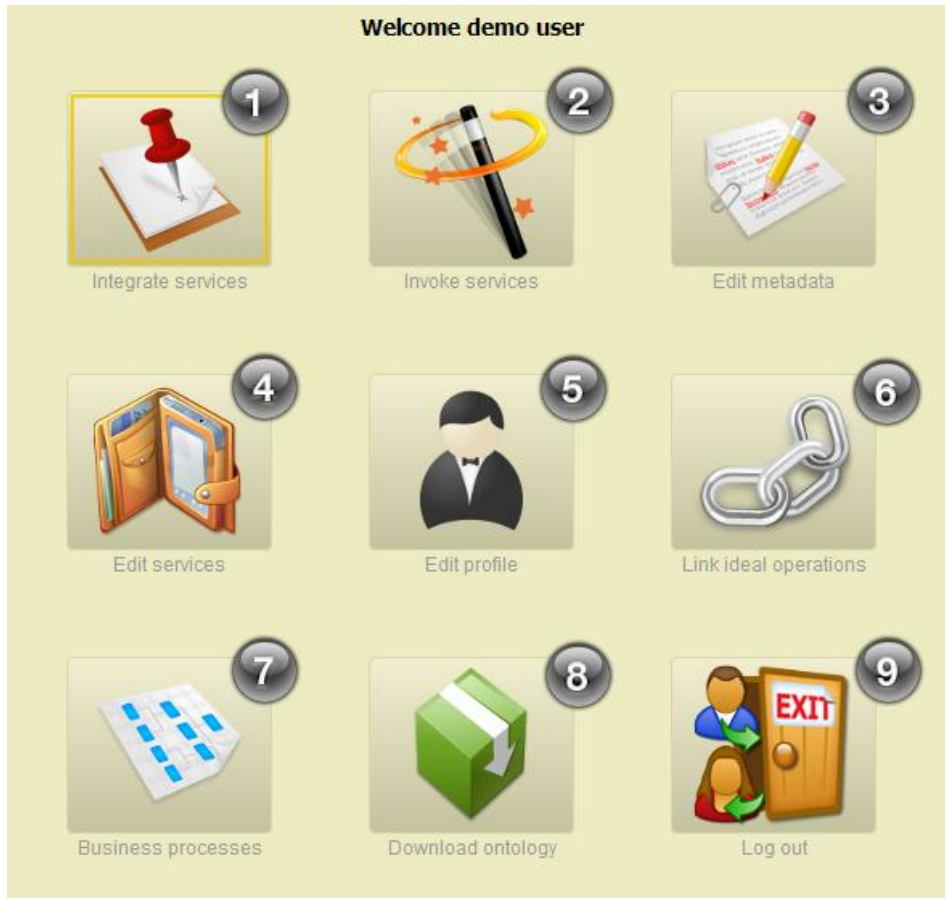 Welcome demo user
1
2
3
Integrate services
Invoke services
Edit metadata
4
5
6
Edit services
Edit profile
Link ideal operations
7
8
9
EXIT
Business processes
Download ontology
Log out